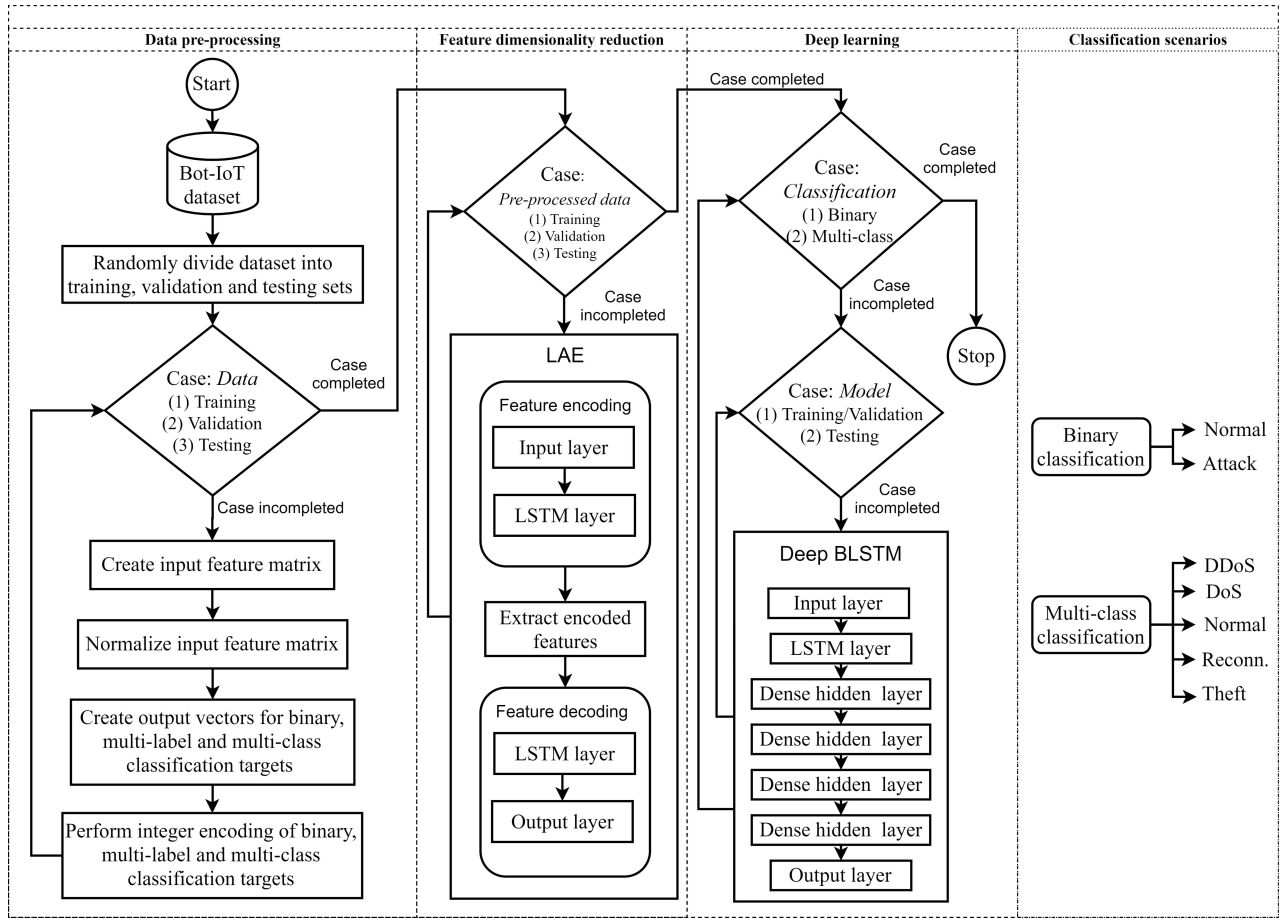 Data pre-processing
Feature dimensionality reduction
Deep learning
Classification scenarios
Start
Bot-IoT
dataset
Randomly divide dataset into
training, validation and testing sets
Case: Data
(1) Training
(2) Validation
(3) Testing
Case
completed
Case incompleted
Create input feature matrix
Normalize input feature matrix
Create output vectors for binary,
multi-label and multi-class
classification targets
Perform integer encoding of binary,
multi-label and multi-class
classification targets
Case:
Pre-processed data
(1) Training
(2) Validation
(3) Testing
Case
incompleted
LAE
Feature encoding
Input layer
LSTM layer
Extract encoded
features
Feature decoding
LSTM layer
Output layer
Case completed
Case:
Classification
(1) Binary
(2) Multi-class
Case
completed
Case
incompleted
Stop
Case: Model
(1) Training/Validation
(2) Testing
Case
incompleted
Deep BLSTM
Input layer
LSTM layer
Dense hidden layer
Dense hidden layer
Dense hidden layer
Dense hidden layer
Output layer
Binary
classification
Normal
Attack
Multi-class
classification
DDoS
DoS
Normal
Reconn.
Theft